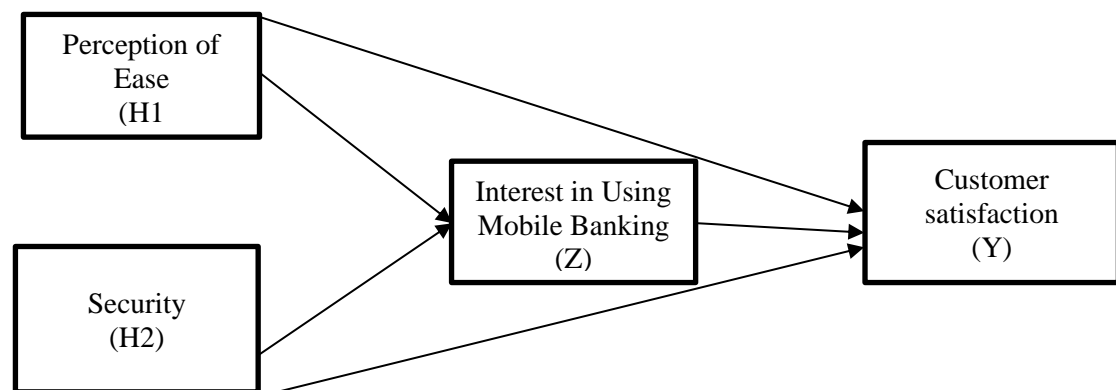 Perception of
Ease
(H1
Interest in Using
Mobile Banking
(Z)
Customer
satisfaction
(Y)
Security
(H2)